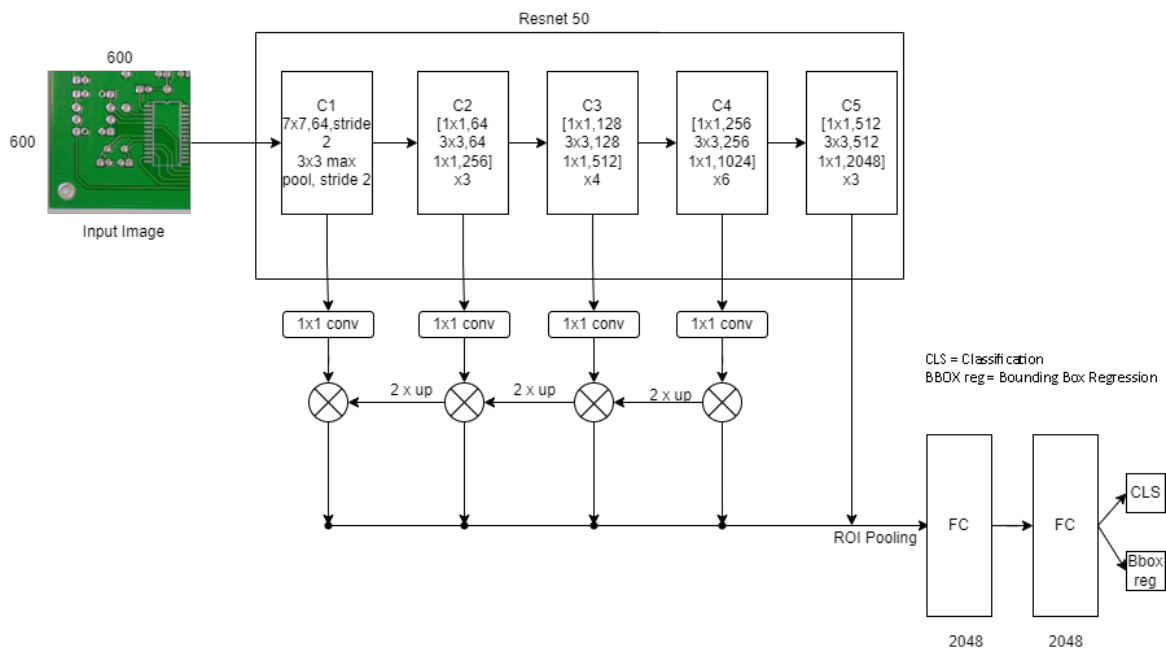 Resnet 50
600
600
Input Image
C1
7x7,64,stride
2
3x3 max
pool, stride 2
C2
[1x1,64
3x3,64
1x1,256]
x3
C3
[1x1,128
3x3,128
1x1,512]
x4
C4
[1x1,256
3x3,256
1x1,1024]
x6
C5
[1x1,512
3x3,512
1x1,2048]
x3
1x1 conv
1x1 conv
1x1 conv
1x1 conv
2 x up
2 x up
2 x up
CLS = Classification
BBOX reg = Bounding Box Regression
ROI Pooling
FC
FC
CLS
Bbox
reg
2048
2048